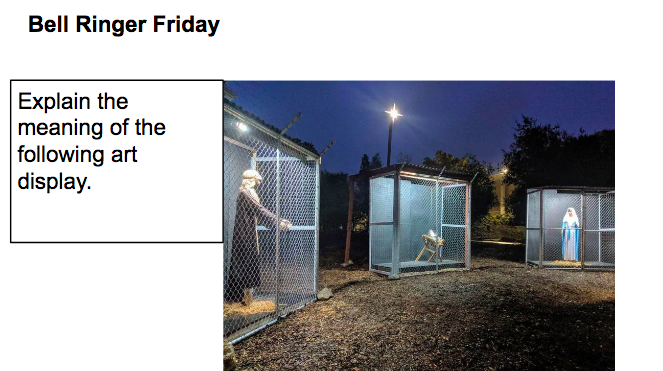 Bell Ringer Friday
Explain the
meaning of the
following art
display.